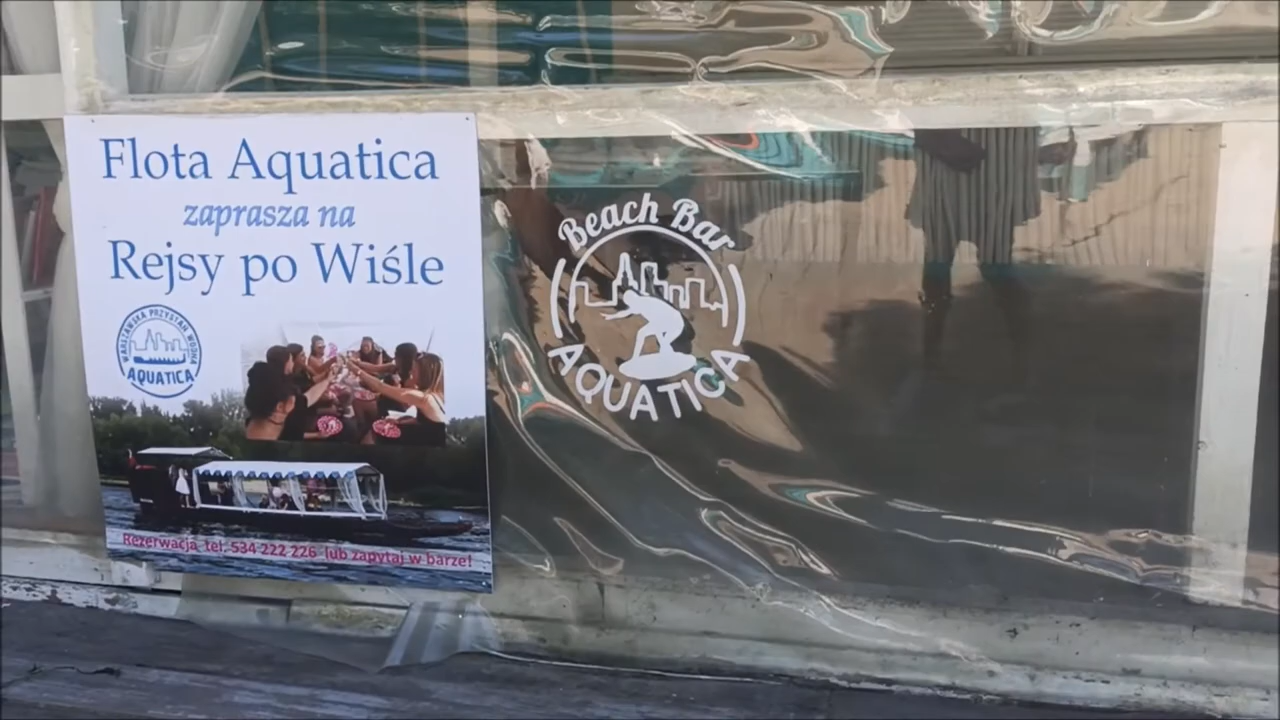 Flota Aquatica
zaprasza na
Rejsy po Wiśle
WARSZAWSKA PRZYSTAŃ WODNA
AQUATICA
Rezerwacja tel. 534 222 226 lub zapytaj w barze!
Beach Bar
AQUATICA